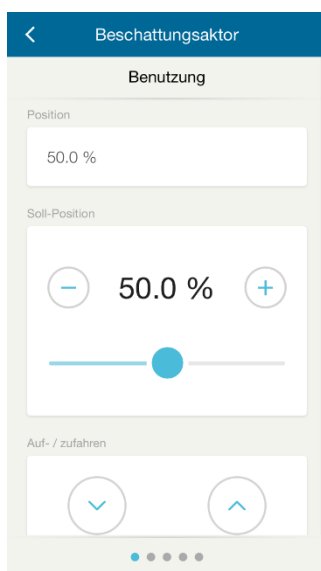 Beschattungsaktor
Benutzung
Position
50.0 %
Soll-Position
50.0 %
Auf- / zufahren